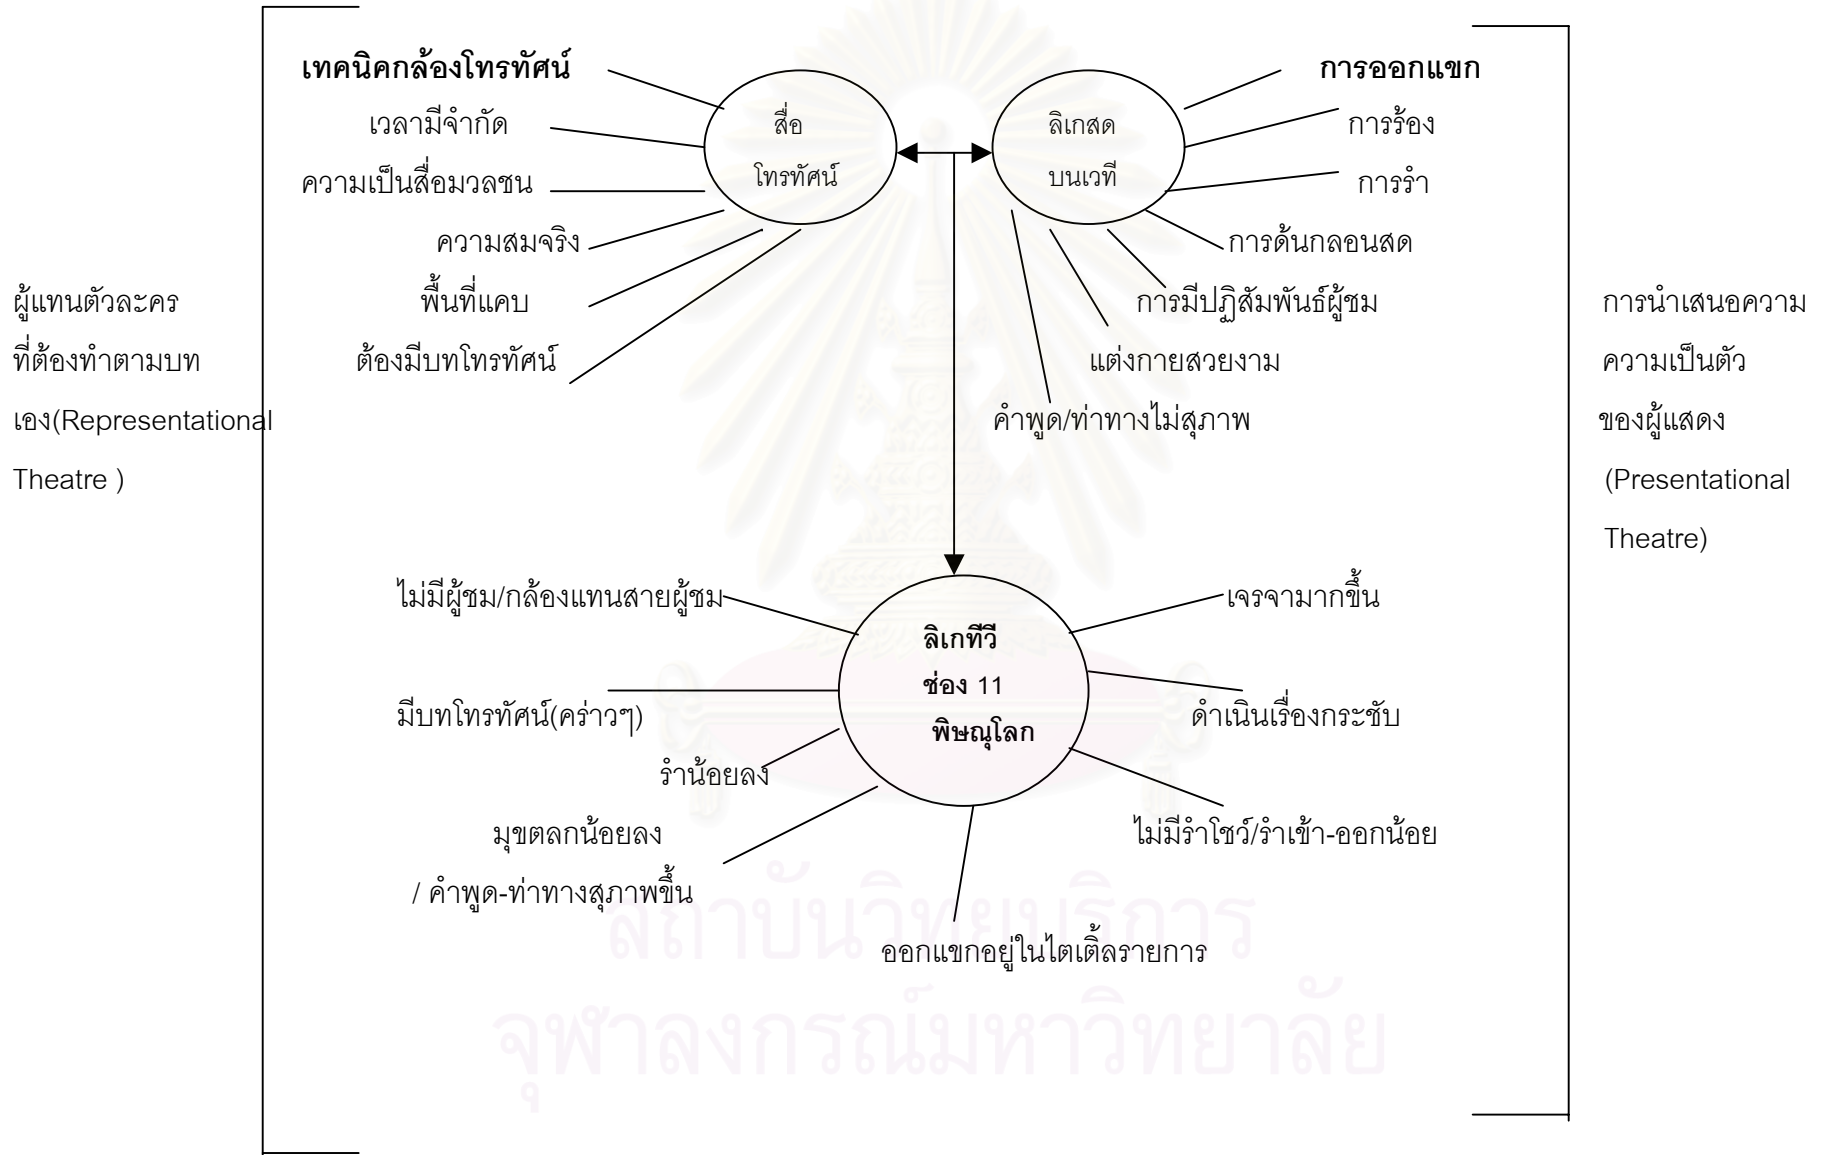 เทคนิคกล้องโทรทัศน์
เวลามีจำกัด
ความเป็นสื่อมวลชน
ความสมจริง
พื้นที่แคบ
ต้องมีบทโทรทัศน์
สื่อ
โทรทัศน์
ลิเกสด
บนเวที
การออกแขก
การร้อง
การรำ
การด้นกลอนสด
การมีปฏิสัมพันธ์ผู้ชม
แต่งกายสวยงาม
คำพูด/ท่าทางไม่สุภาพ
ผู้แทนตัวละคร
ที่ต้องทำตามบท
เอง(Representational
Theatre )
การนำเสนอความ
ความเป็นตัว
ของผู้แสดง
(Presentational
Theatre)
ไม่มีผู้ชม/กล้องแทนสายผู้ชม
มีบทโทรทัศน์(คร่าวๆ)
รำน้อยลง
มุขตลกน้อยลง
/ คำพูด-ท่าทางสุภาพขึ้น
ลิเกทีวี
ช่อง 11
พิษณุโลก
เจรจามากขึ้น
ดำเนินเรื่องกระชับ
ไม่มีรำโชว์/รำเข้า-ออกน้อย
ออกแขกอยู่ในไตเติ้ลรายการ
สถาบันวิทยบริการ
จุฬาลงกรณ์มหาวิทยาลัย